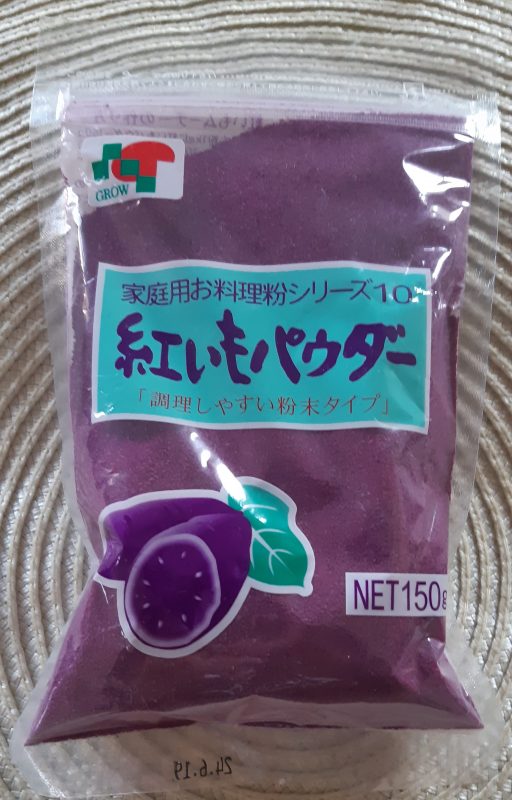 GROW
家庭用お料理粉シリーズ10
紅いもパウダー
「調理しやすい粉末タイプ」
NET150g
24.6.19